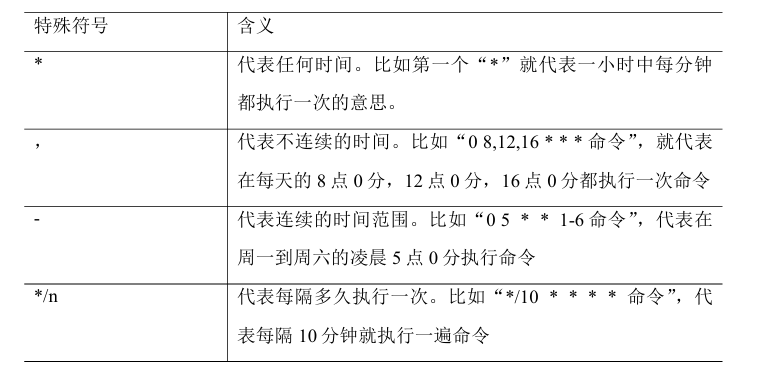 特殊符号 含义
* 代表任何时间。比如第一个“*”就代表一小时中每分钟
都执行一次的意思。
， 代表不连续的时间。比如“0 8,12,16 * * * 命令”，就代表
在每天的 8 点 0 分，12 点 0 分，16 点 0 分都执行一次命令
- 代表连续的时间范围。比如“0 5 * * 1-6 命令”，代表在
周一到周六的凌晨 5 点 0 分执行命令
*/n 代表每隔多久执行一次。比如“*/10 * * * * 命令”，代
表每隔 10 分钟就执行一遍命令